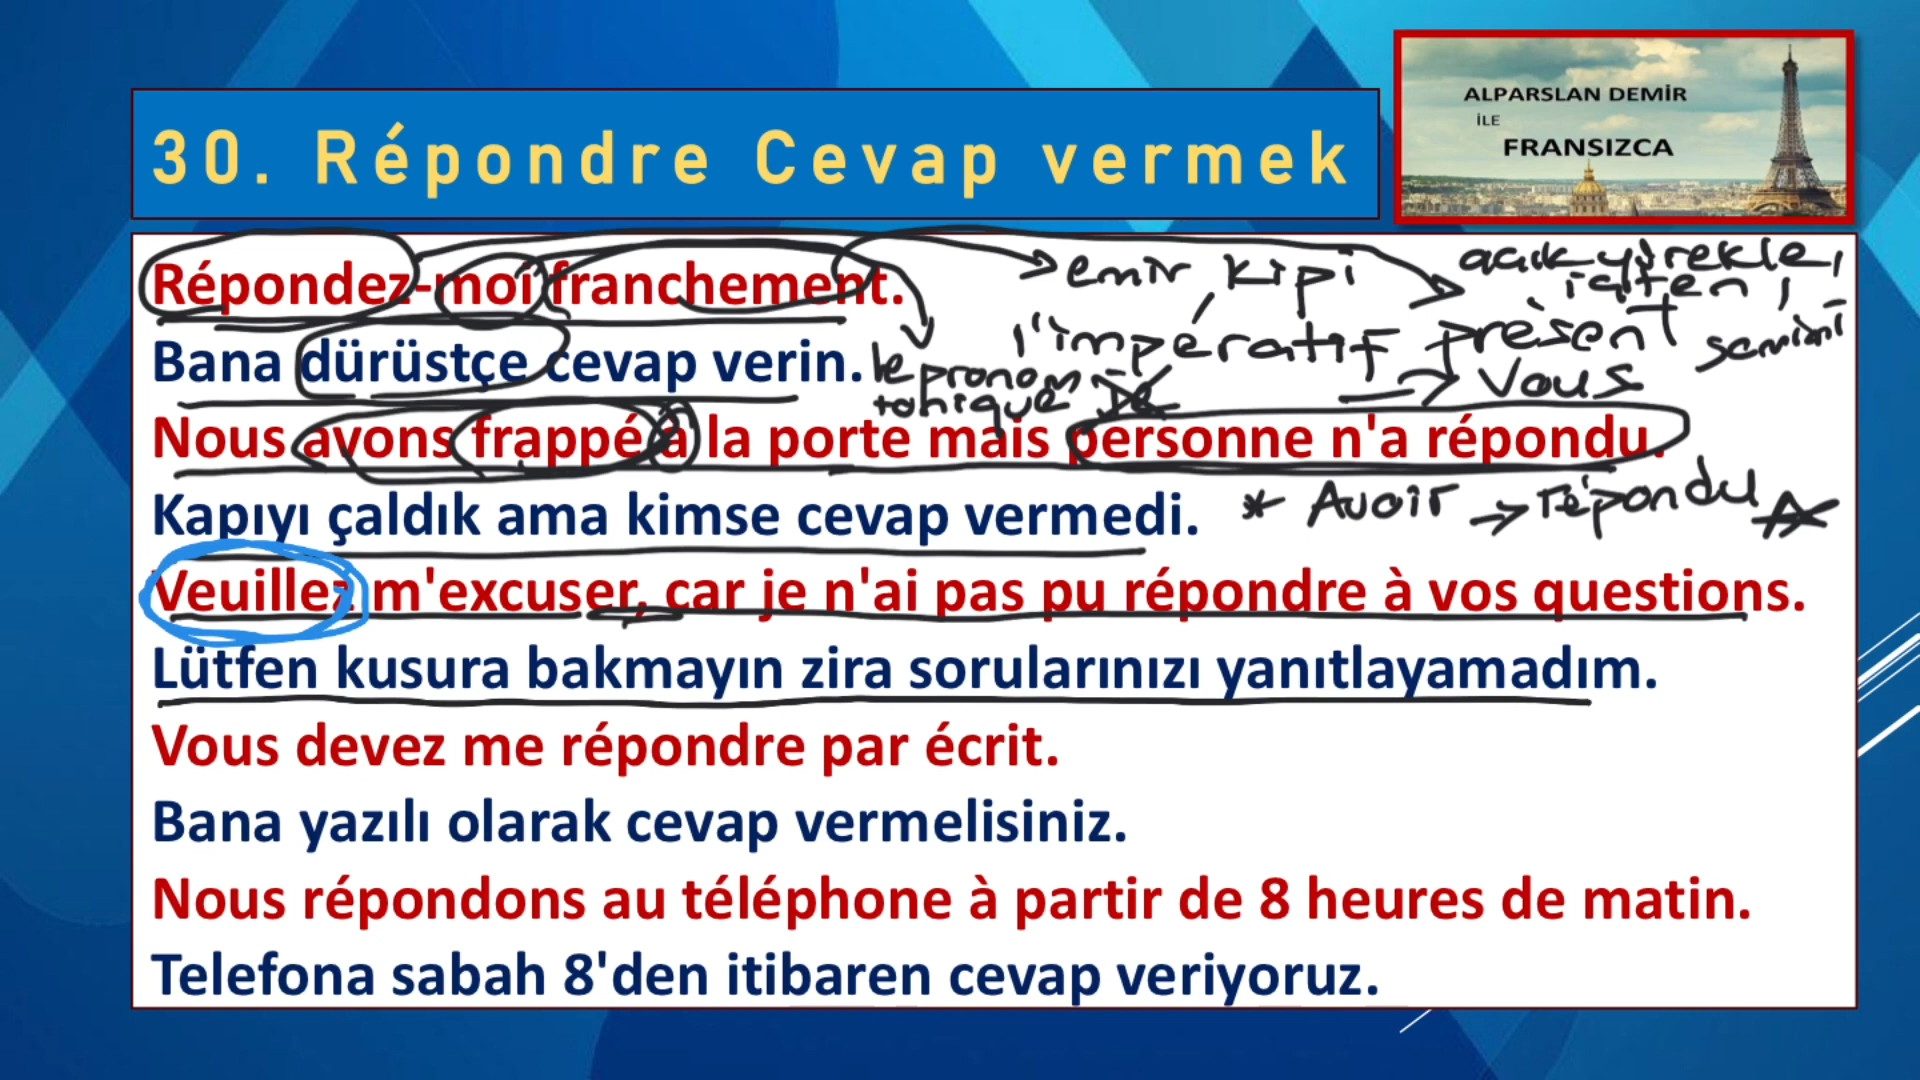 ALPARSLAN DEMİR
İLE
FRANSIZCA
30. Répondre Cevap vermek
Répondez-moi franchement.
emir kipi
açık yürekle,
içten,
Bana dürüstçe cevap verin.
l'impératif présent
samimi
le pronom
tonique
→ Vous
Nous avons frappé à la porte mais personne n'a répondu.
Kapıyı çaldık ama kimse cevap vermedi.
* Avoir → répondu
Veuillez m'excuser, car je n'ai pas pu répondre à vos questions.
Lütfen kusura bakmayın zira sorularınızı yanıtlayamadım.
Vous devez me répondre par écrit.
Bana yazılı olarak cevap vermelisiniz.
Nous répondons au téléphone à partir de 8 heures de matin.
Telefona sabah 8'den itibaren cevap veriyoruz.